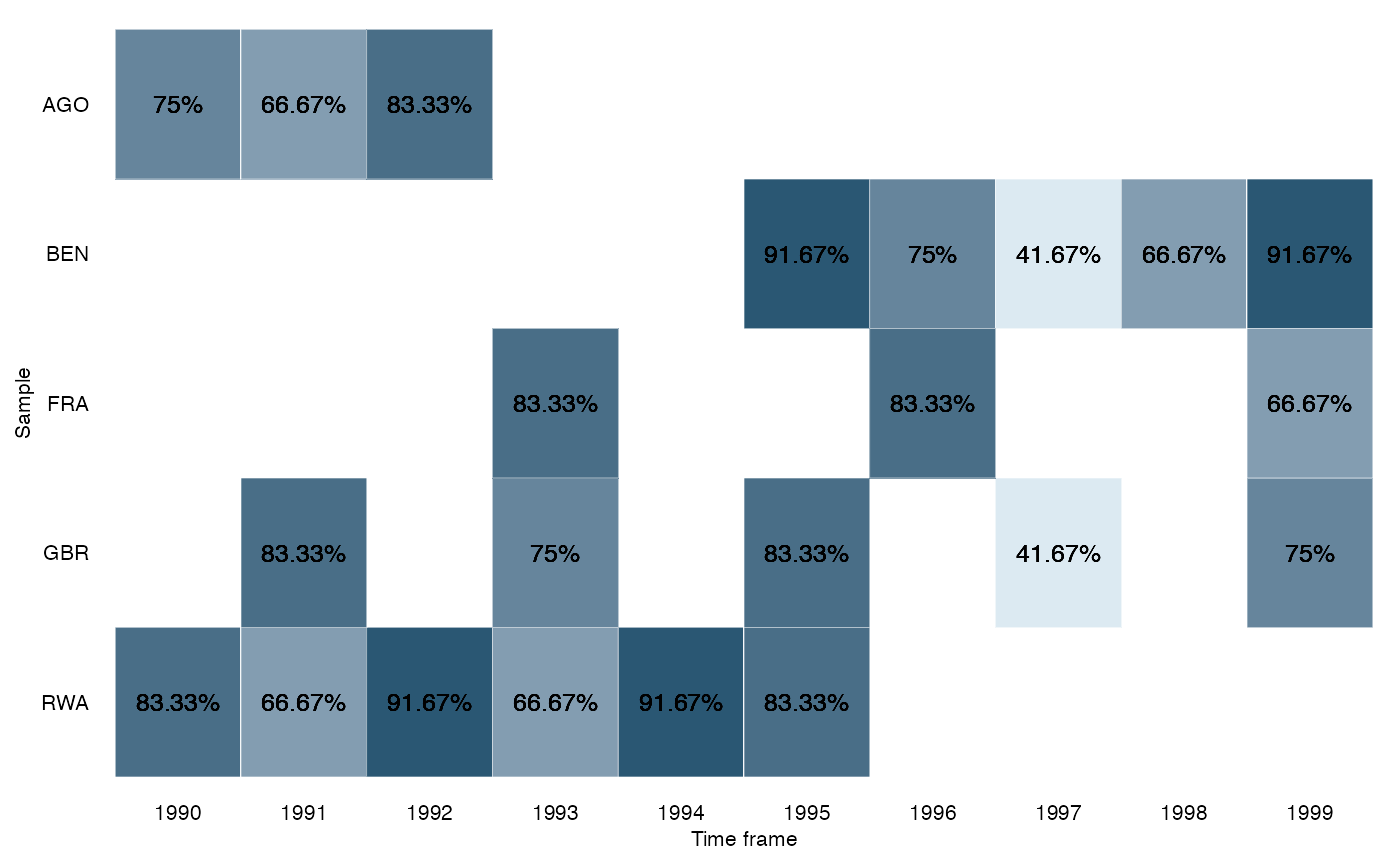 AGO 75% 66.67% 83.33%
BEN 91.67% 75% 41.67% 66.67% 91.67%
Sample
FRA 83.33% 83.33% 66.67%
GBR 83.33% 75% 83.33% 41.67% 75%
RWA 83.33% 66.67% 91.67% 66.67% 91.67% 83.33%
1990 1991 1992 1993 1994 1995 1996 1997 1998 1999
Time frame